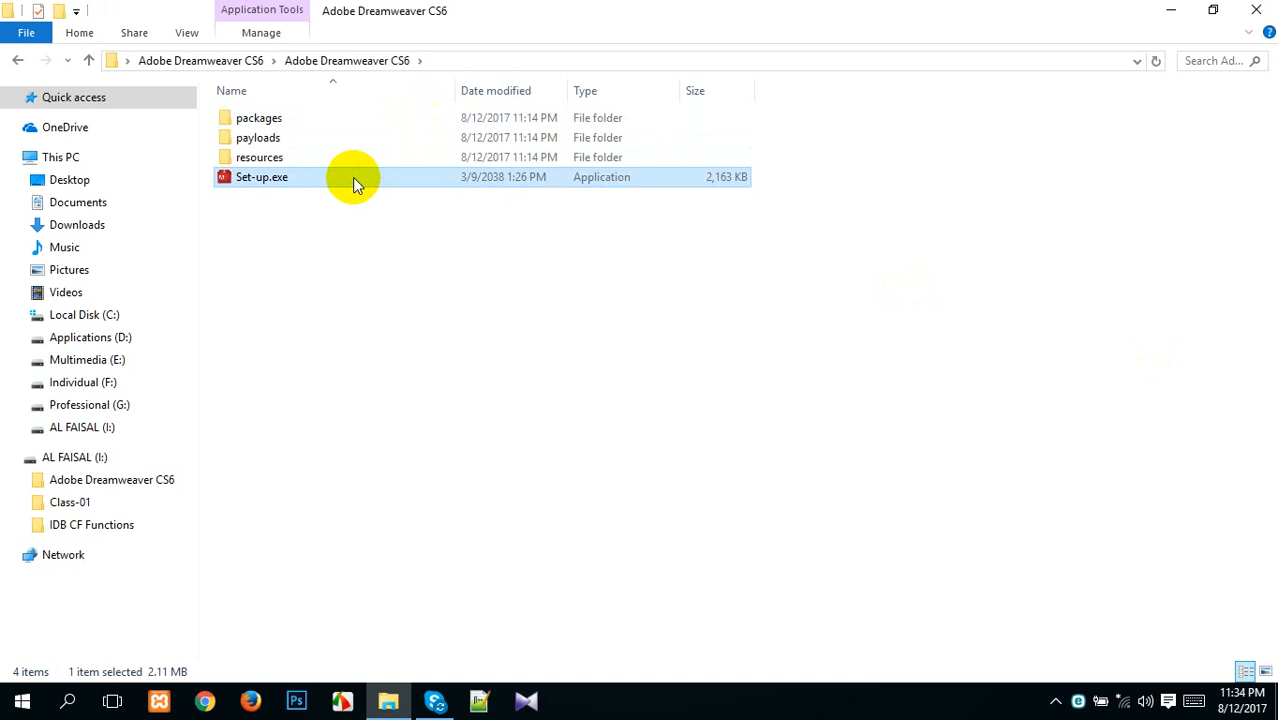 Application Tools
Adobe Dreamweaver CS6
File
Home
Share
View
Manage
Adobe Dreamweaver CS6
Adobe Dreamweaver CS6
Search Ad...
Name
Date modified
Type
Size
packages 8/12/2017 11:14 PM File folder
payloads 8/12/2017 11:14 PM File folder
resources 8/12/2017 11:14 PM File folder
Set-up.exe 3/9/2038 1:26 PM Application 2,163 KB
Quick access
OneDrive
This PC
Desktop
Documents
Downloads
Music
Pictures
Videos
Local Disk (C:)
Applications (D:)
Multimedia (E:)
Individual (F:)
Professional (G:)
AL FAISAL (I:)
AL FAISAL (I:)
Adobe Dreamweaver CS6
Class-01
IDB CF Functions
Network
4 items 1 item selected 2.11 MB
Ps
11:34 PM
8/12/2017